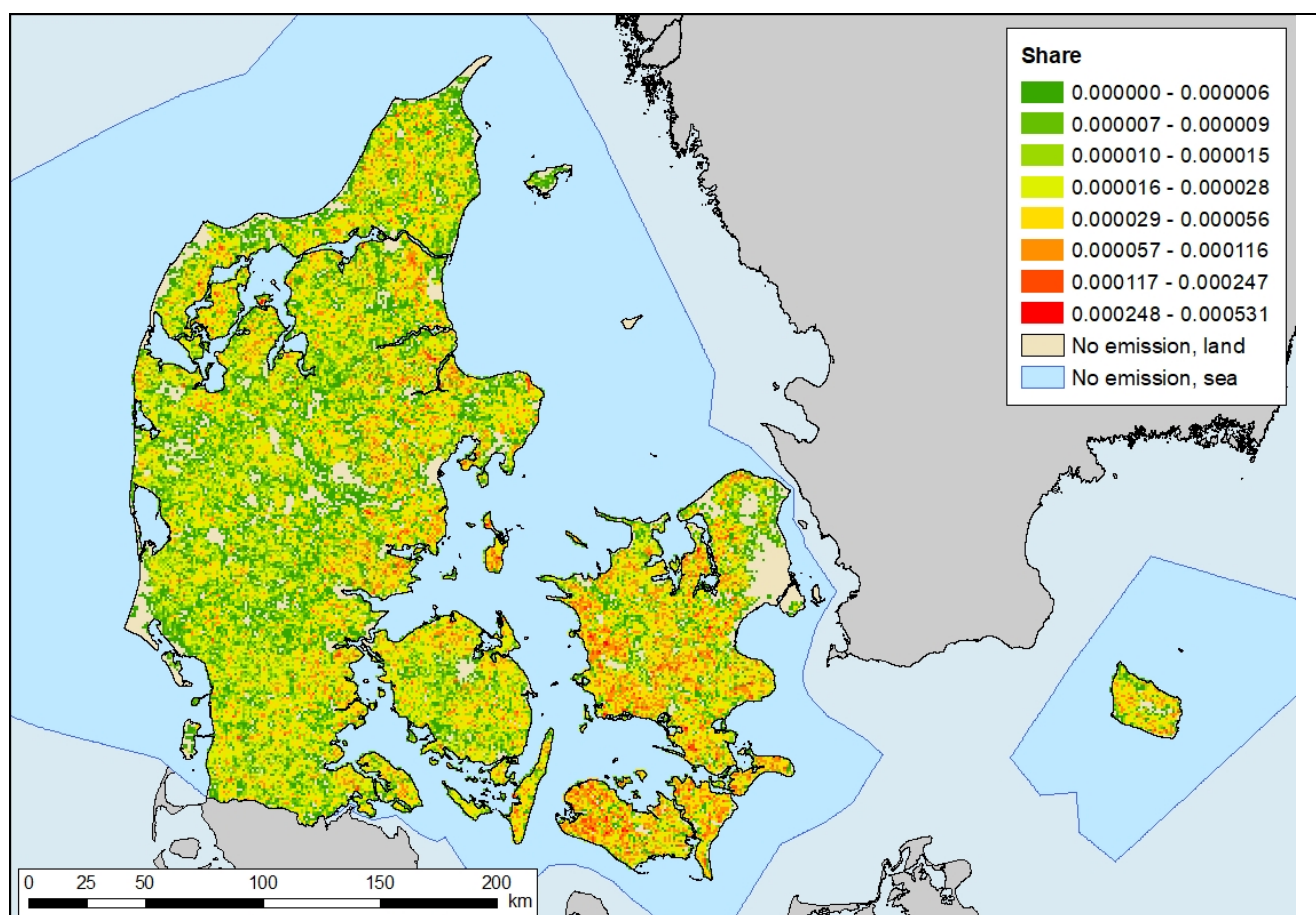 Share
0.000000 - 0.000006
0.000007 - 0.000009
0.000010 - 0.000015
0.000016 - 0.000028
0.000029 - 0.000056
0.000057 - 0.000116
0.000117 - 0.000247
0.000248 - 0.000531
No emission, land
No emission, sea
0 25 50 100 150 200
km